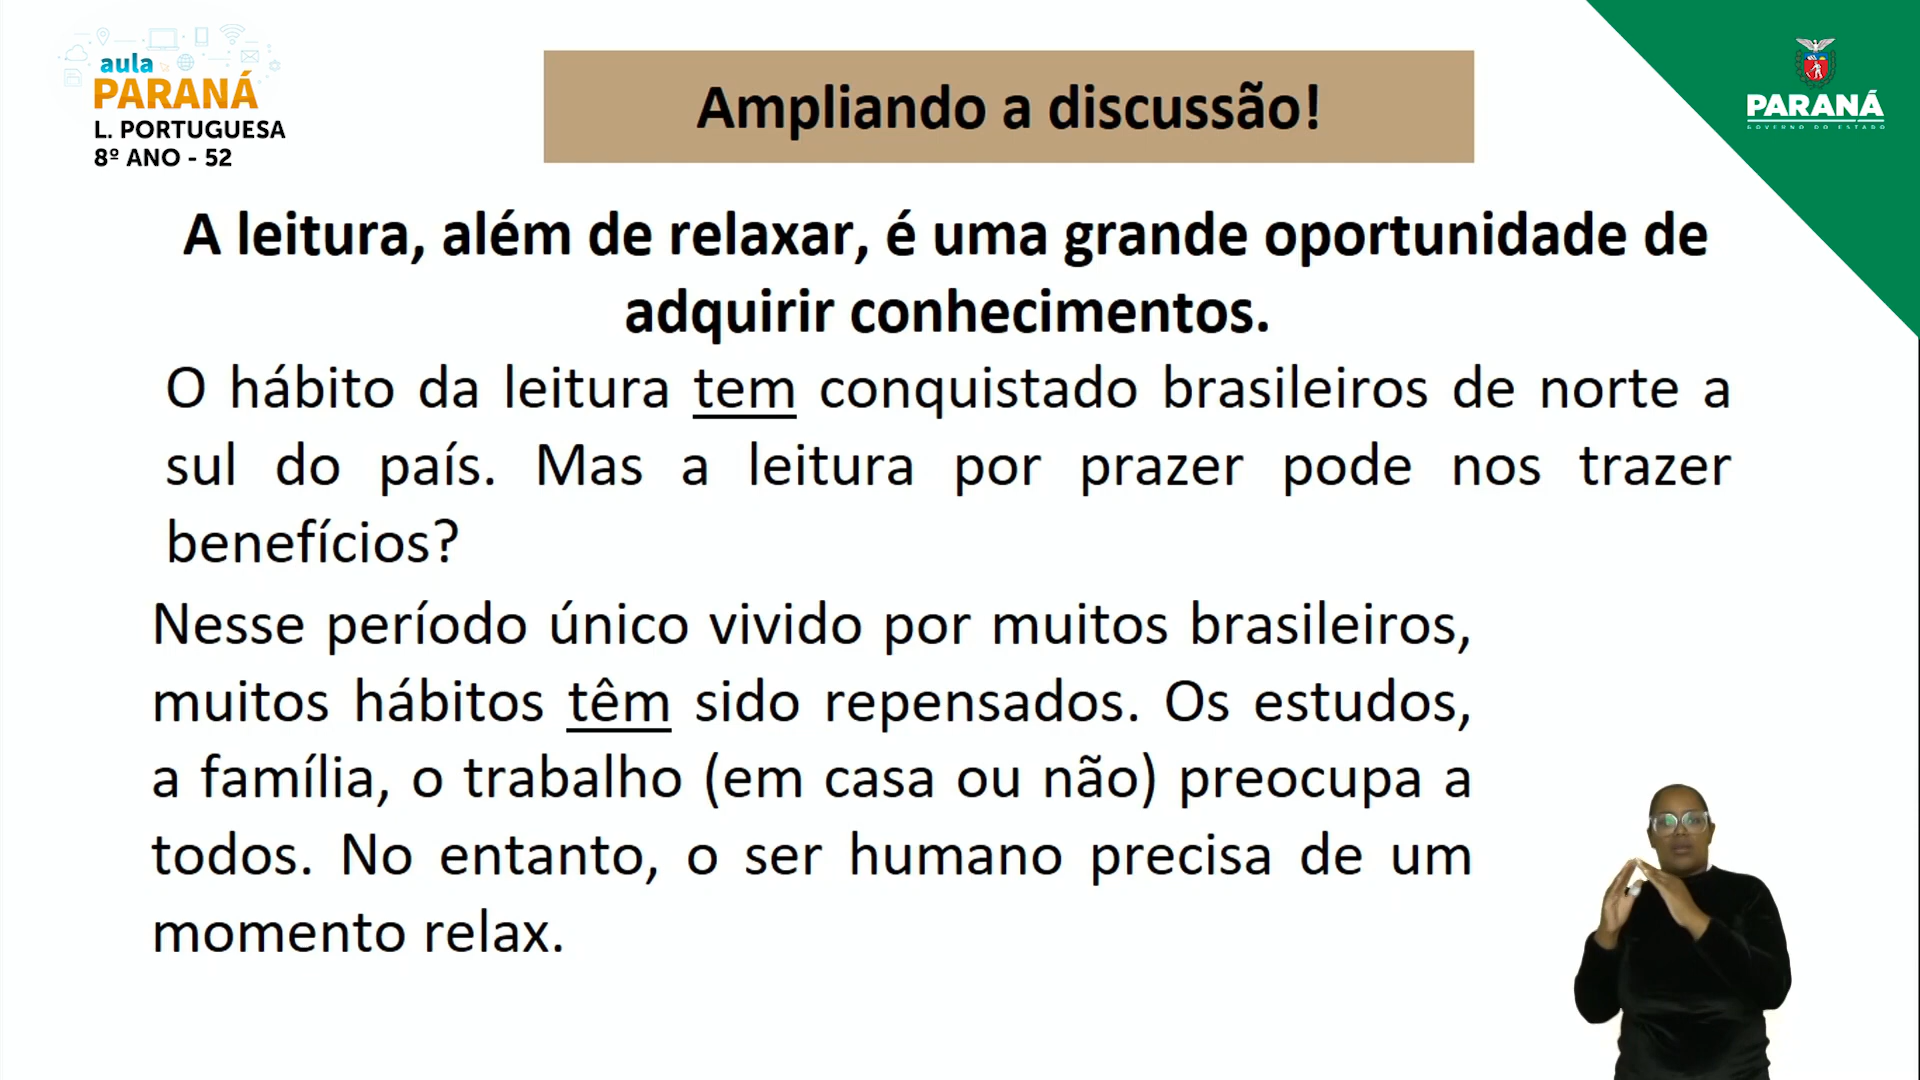 aula
PARANÁ
L. PORTUGUESA
8º ANO - 52
Ampliando a discussão!
PARANÁ
GOVERNO DO ESTADO
A leitura, além de relaxar, é uma grande oportunidade de
adquirir conhecimentos.
O hábito da leitura tem conquistado brasileiros de norte a
sul do país. Mas a leitura por prazer pode nos trazer
benefícios?
Nesse período único vivido por muitos brasileiros,
muitos hábitos têm sido repensados. Os estudos,
a família, o trabalho (em casa ou não) preocupa a
todos. No entanto, o ser humano precisa de um
momento relax.